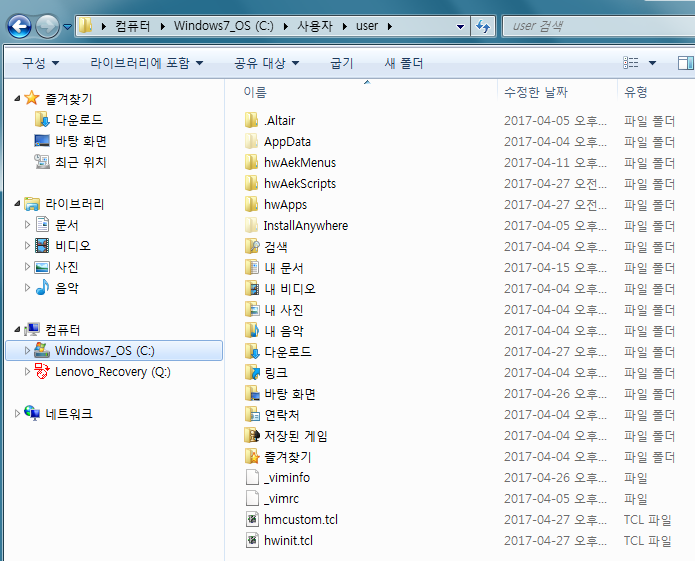 컴퓨터 Windows7_OS (C:) 사용자 user user 검색
구성 라이브러리에 포함 공유 대상 굽기 새 폴더
즐겨찾기
다운로드
바탕 화면
최근 위치
라이브러리
문서
비디오
사진
음악
컴퓨터
Windows7_OS (C:)
Lenovo_Recovery (Q:)
네트워크
이름 수정한 날짜 유형
.Altair 2017-04-05 오후... 파일 폴더
AppData 2017-04-04 오후... 파일 폴더
hwAekMenus 2017-04-11 오후... 파일 폴더
hwAekScripts 2017-04-27 오전... 파일 폴더
hwApps 2017-04-27 오전... 파일 폴더
InstallAnywhere 2017-04-05 오후... 파일 폴더
검색 2017-04-04 오후... 파일 폴더
내 문서 2017-04-15 오후... 파일 폴더
내 비디오 2017-04-04 오후... 파일 폴더
내 사진 2017-04-04 오후... 파일 폴더
내 음악 2017-04-04 오후... 파일 폴더
다운로드 2017-04-27 오후... 파일 폴더
링크 2017-04-04 오후... 파일 폴더
바탕 화면 2017-04-26 오후... 파일 폴더
연락처 2017-04-04 오후... 파일 폴더
저장된 게임 2017-04-04 오후... 파일 폴더
즐겨찾기 2017-04-04 오후... 파일 폴더
_viminfo 2017-04-26 오후... 파일
_vimrc 2017-04-05 오후... 파일
hmcustom.tcl 2017-04-27 오후... TCL 파일
hwinit.tcl 2017-04-27 오후... TCL 파일